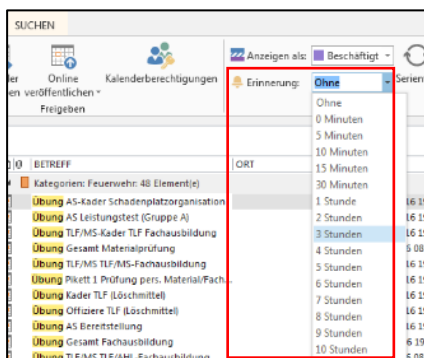 SUCHEN
Anzeigen als: Beschäftigt
Online Kalenderberechtigungen
veröffentlichen
Erinnerung: Ohne
Freigeben
Ohne
0 Minuten
5 Minuten
10 Minuten
15 Minuten
30 Minuten
1 Stunde
2 Stunden
3 Stunden
4 Stunden
5 Stunden
6 Stunden
7 Stunden
8 Stunden
9 Stunden
10 Stunden
BETREFF ORT
Kategorien: Feuerwehr: 48 Element(e)
Übung AS-Kader Schadenplatzorganisation
Übung AS Leistungstest (Gruppe A)
Übung TLF/MS-Kader TLF Fachausbildung
Übung Gesamt Materialprüfung
Übung TLF/MS TLF/MS-Fachausbildung
Übung Pikett 1 Prüfung pers. Material/Fach...
Übung Kader TLF (Löschmittel)
Übung Offiziere TLF (Löschmittel)
Übung AS Bereitstellung
Übung Gesamt Fachausbildung